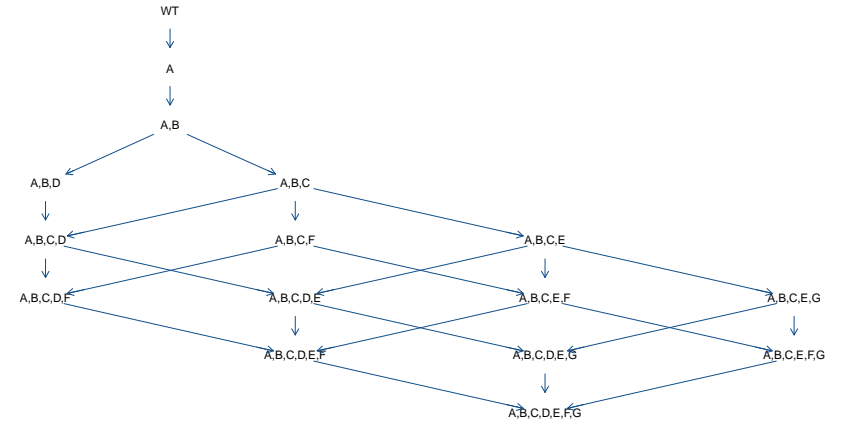 WT
A
A,B
A,B,D
A,B,C
A,B,C,D
A,B,C,F
A,B,C,E
A,B,C,D,F
A,B,C,D,E
A,B,C,E,F
A,B,C,E,G
A,B,C,D,E,F
A,B,C,D,E,G
A,B,C,E,F,G
A,B,C,D,E,F,G